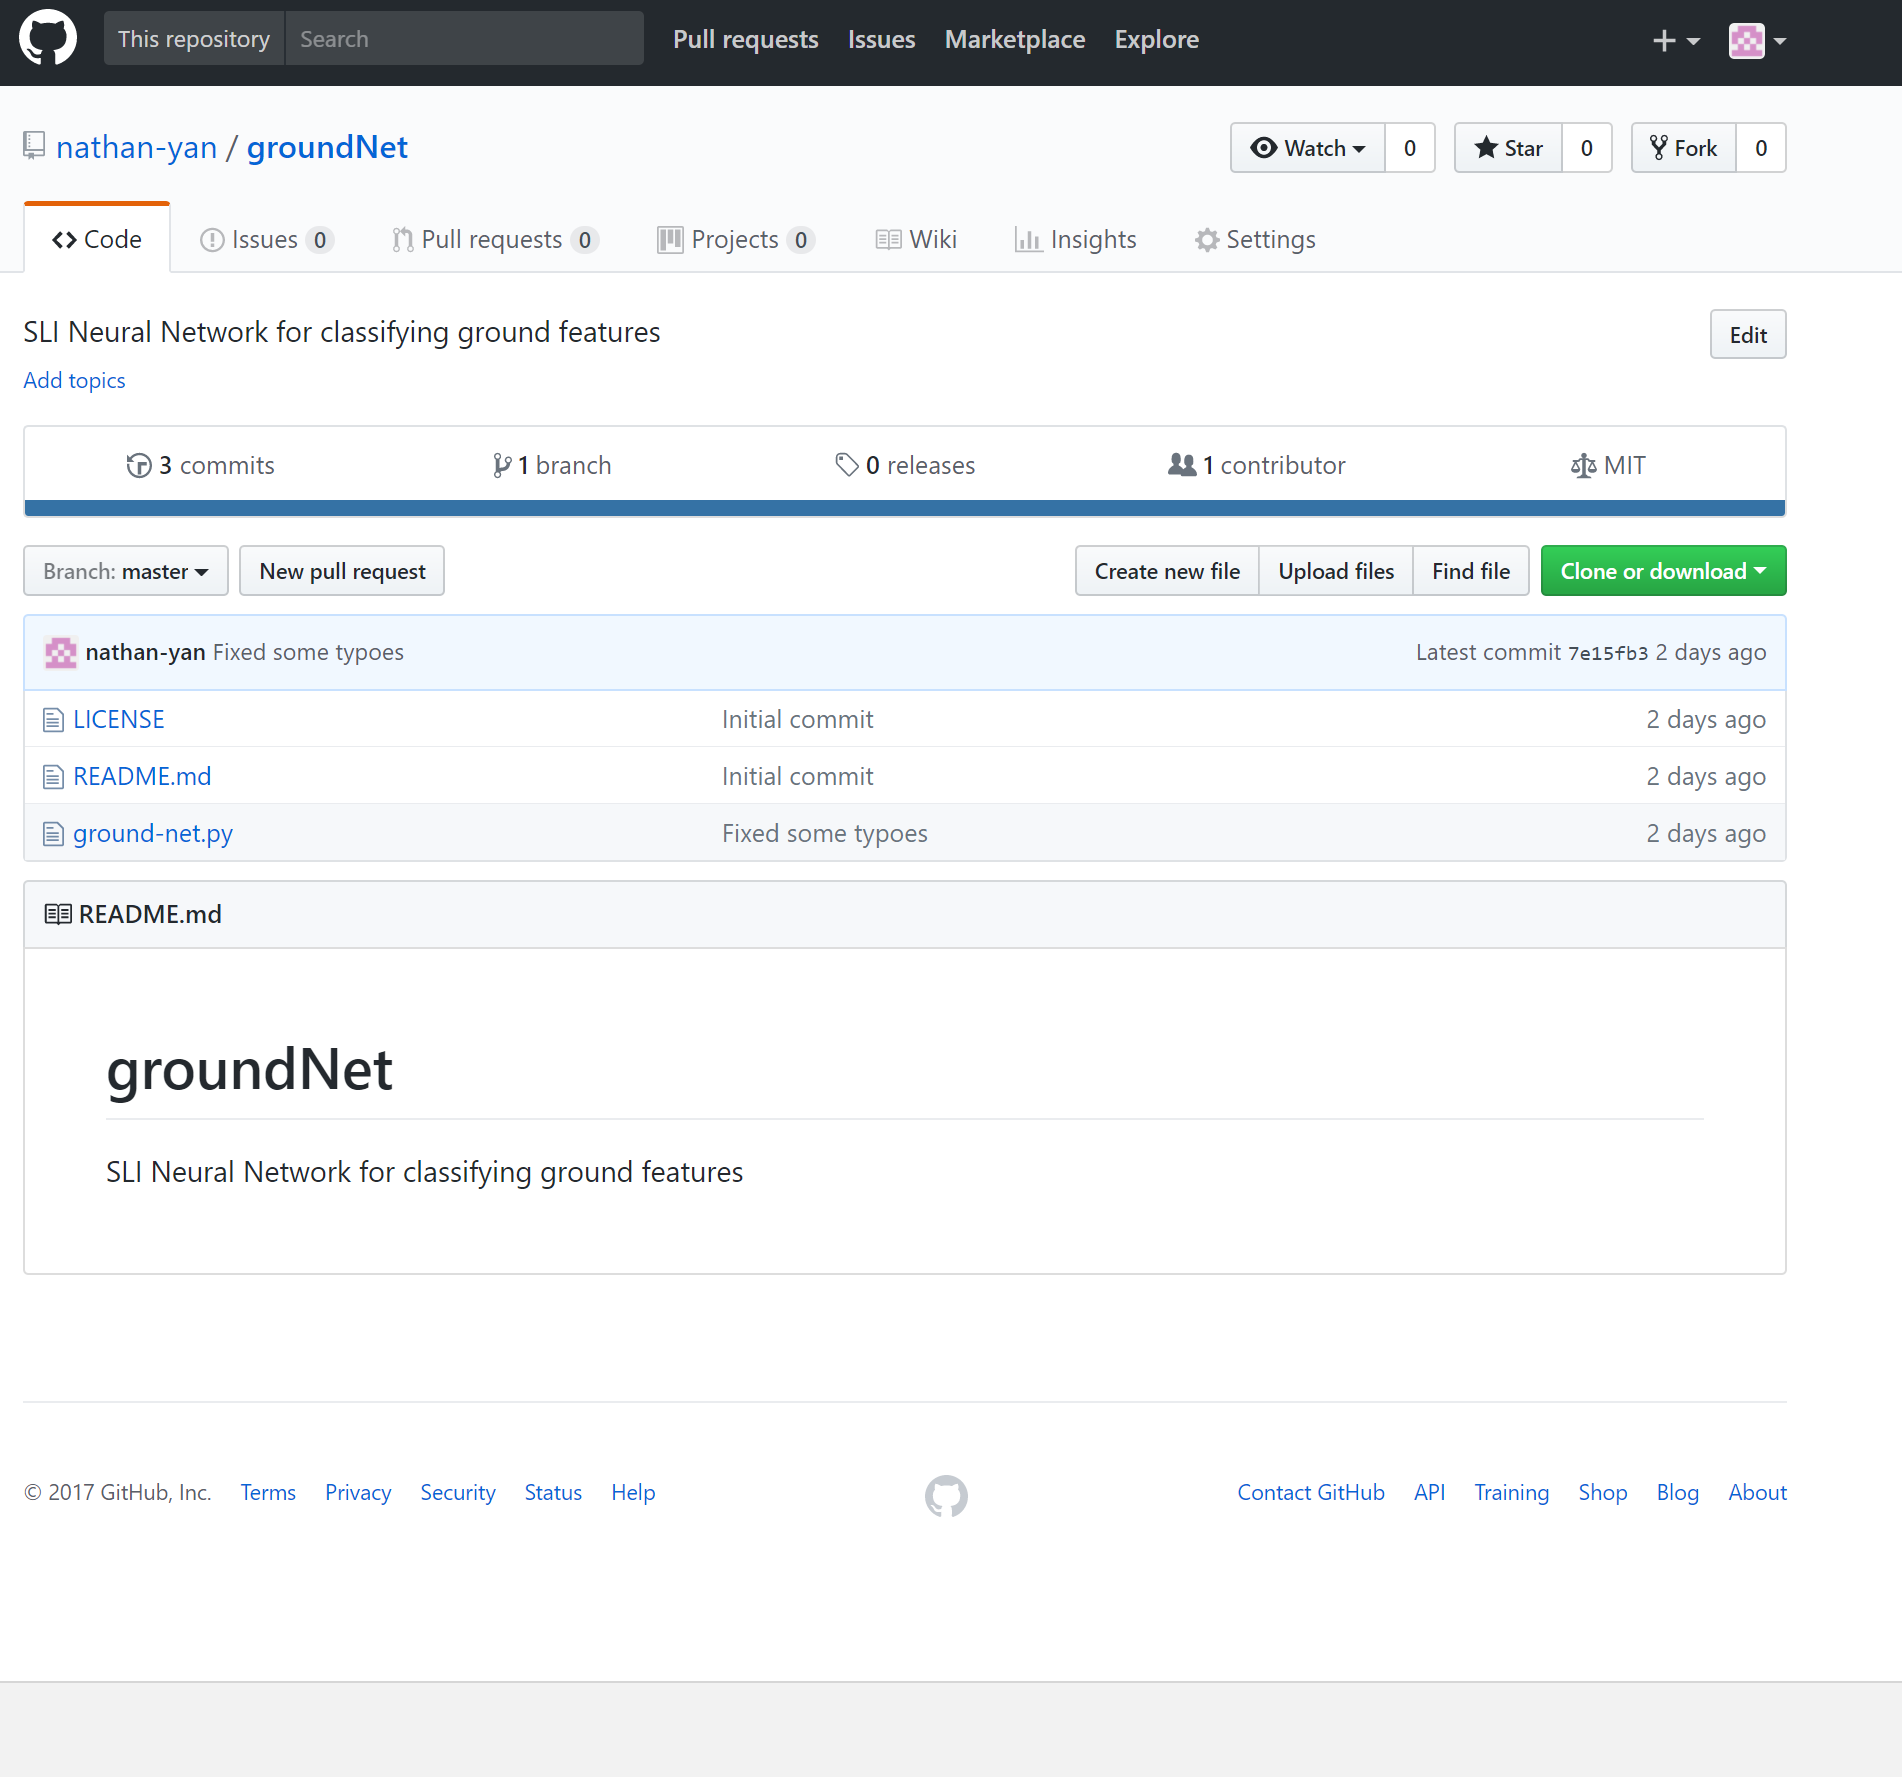 This repository Search Pull requests Issues Marketplace Explore
nathan-yan / groundNet Watch 0 Star 0 Fork 0
Code Issues 0 Pull requests 0 Projects 0 Wiki Insights Settings
SLI Neural Network for classifying ground features Edit
Add topics
3 commits 1 branch 0 releases 1 contributor MIT
Branch: master New pull request Create new file Upload files Find file Clone or download
nathan-yan Fixed some typoes Latest commit 7e15fb3 2 days ago
LICENSE Initial commit 2 days ago
README.md Initial commit 2 days ago
ground-net.py Fixed some typoes 2 days ago
README.md
groundNet
SLI Neural Network for classifying ground features
© 2017 GitHub, Inc. Terms Privacy Security Status Help Contact GitHub API Training Shop Blog About